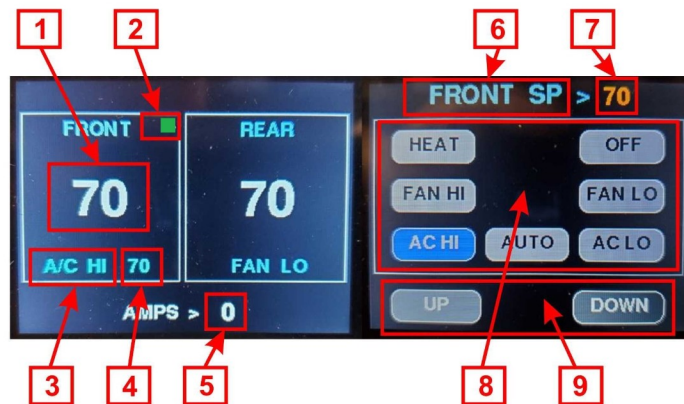 1
2
6
7
FRONT
REAR
70
70
A/C HI 70
FAN LO
AMPS > 0
FRONT SP > 70
HEAT
OFF
FAN HI
FAN LO
AC HI
AUTO
AC LO
UP
DOWN
3
4
5
8
9